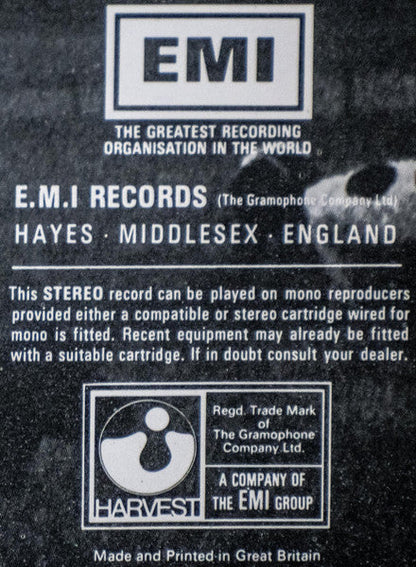 EMI
THE GREATEST RECORDING
ORGANISATION IN THE WORLD
E.M.I RECORDS (The Gramophone Company Ltd)
HAYES · MIDDLESEX · ENGLAND
This STEREO record can be played on mono reproducers
provided either a compatible or stereo cartridge wired for
mono is fitted. Recent equipment may already be fitted
with a suitable cartridge. If in doubt consult your dealer.
HARVEST
Regd. Trade Mark
of
The Gramophone
Company. Ltd.
A COMPANY OF
THE EMI GROUP
Made and Printed in Great Britain